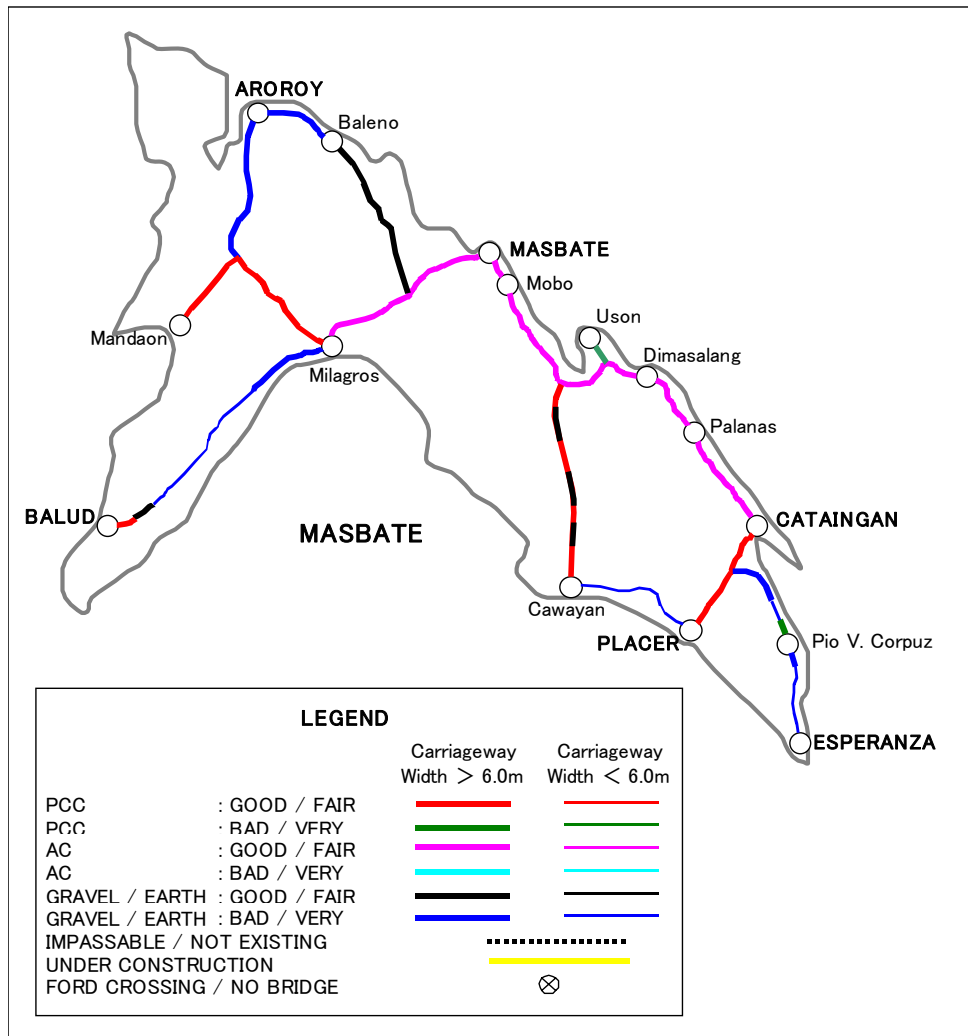 AROROY
Baleno
MASBATE
Mobo
Uson
Mandaon
Milagros
Dimasalang
Palanas
BALUD
MASBATE
CATAINGAN
Cawayan
PLACER
Pio V. Corpuz
ESPERANZA
LEGEND
Carriageway Width > 6.0m
Carriageway Width < 6.0m
PCC : GOOD / FAIR
PCC : BAD / VERY
AC : GOOD / FAIR
AC : BAD / VERY
GRAVEL / EARTH : GOOD / FAIR
GRAVEL / EARTH : BAD / VERY
IMPASSABLE / NOT EXISTING
UNDER CONSTRUCTION
FORD CROSSING / NO BRIDGE